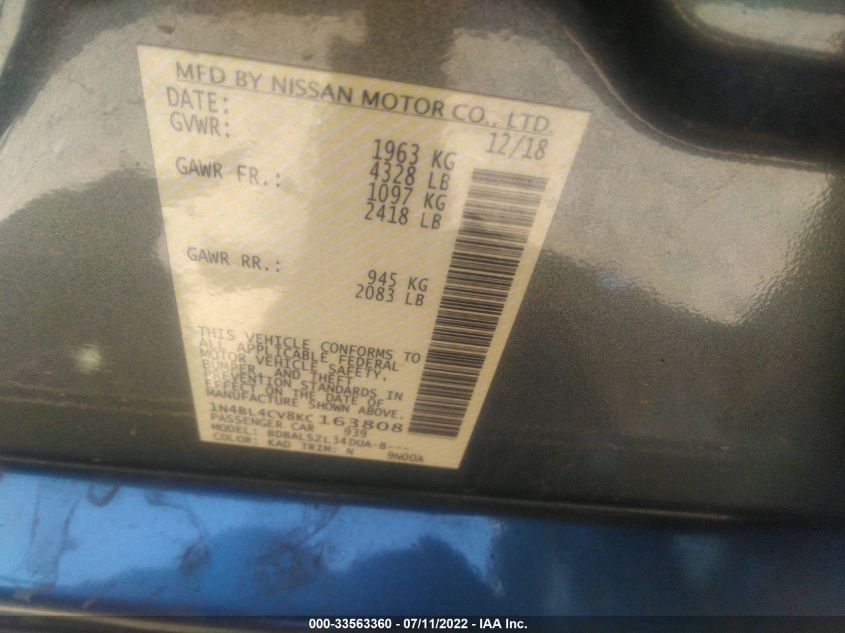 MFD BY NISSAN MOTOR CO., LTD.
DATE: 12/18
GVWR: 1963 KG
4328 LB
GAWR FR.: 1097 KG
2418 LB
GAWR RR.: 945 KG
2083 LB
THIS VEHICLE CONFORMS TO
ALL APPLICABLE FEDERAL
MOTOR VEHICLE SAFETY,
BUMPER, AND THEFT
PREVENTION STANDARDS IN
EFFECT ON THE DATE OF
MANUFACTURE SHOWN ABOVE.
1N4BL4CV8KC163808
PASSENGER CAR 939
MODEL: BDBALSZL34DUA-B---
COLOR: KAD TRIM: N 9N00A
000-33563360 - 07/11/2022 - IAA Inc.